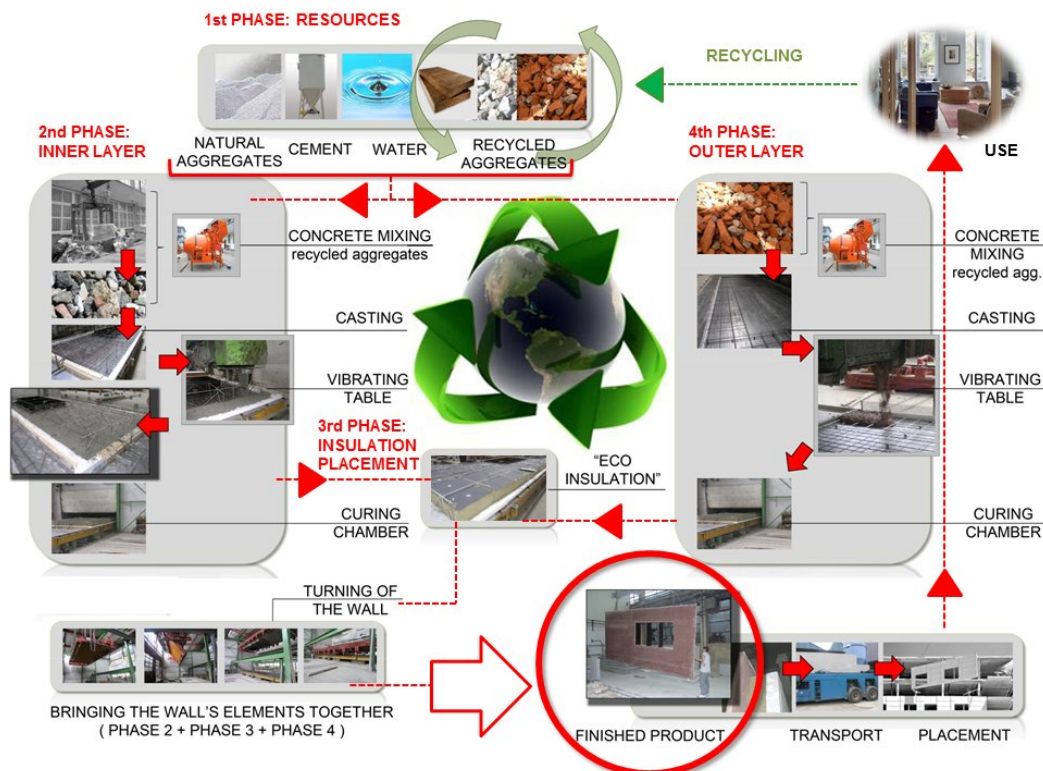 1st PHASE: RESOURCES
RECYCLING
2nd PHASE:
INNER LAYER
NATURAL
AGGREGATES
CEMENT
WATER
RECYCLED
AGGREGATES
4th PHASE:
OUTER LAYER
USE
CONCRETE MIXING
recycled aggregates
CASTING
VIBRATING
TABLE
3rd PHASE:
INSULATION
PLACEMENT
"ECO
INSULATION"
CURING
CHAMBER
CONCRETE
MIXING
recycled agg.
CASTING
VIBRATING
TABLE
CURING
CHAMBER
TURNING OF
THE WALL
BRINGING THE WALL'S ELEMENTS TOGETHER
( PHASE 2 + PHASE 3 + PHASE 4 )
FINISHED PRODUCT
TRANSPORT
PLACEMENT